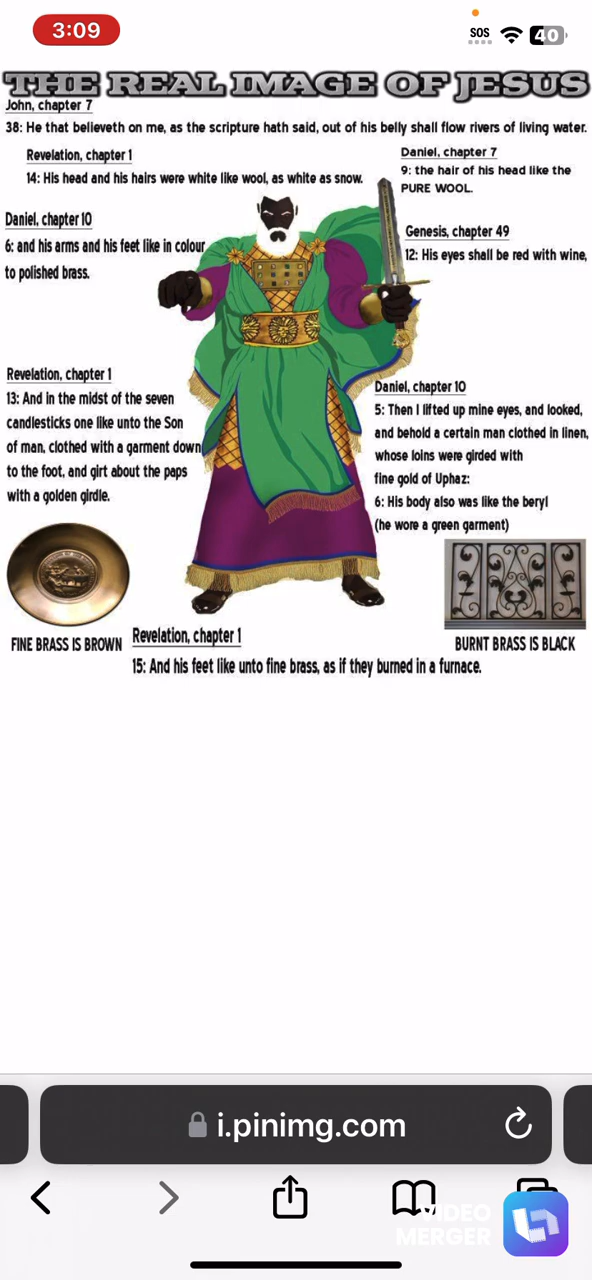 3:09
SOS
40
THE REAL IMAGE OF JESUS
John, chapter 7
38: He that believeth on me, as the scripture hath said, out of his belly shall flow rivers of living water.
Revelation, chapter 1
14: His head and his hairs were white like wool, as white as snow.
Daniel, chapter 7
9: the hair of his head like the
PURE WOOL.
Daniel, chapter 10
6: and his arms and his feet like in colour
to polished brass.
Genesis, chapter 49
12: His eyes shall be red with wine,
Revelation, chapter 1
13: And in the midst of the seven
candlesticks one like unto the Son
of man, clothed with a garment down
to the foot, and girt about the paps
with a golden girdle.
Daniel, chapter 10
5: Then I lifted up mine eyes, and looked,
and behold a certain man clothed in linen,
whose loins were girded with
fine gold of Uphaz:
6: His body also was like the beryl
(he wore a green garment)
FINE BRASS IS BROWN
BURNT BRASS IS BLACK
Revelation, chapter 1
15: And his feet like unto fine brass, as if they burned in a furnace.
i.pinimg.com
VIDEO
MERGER